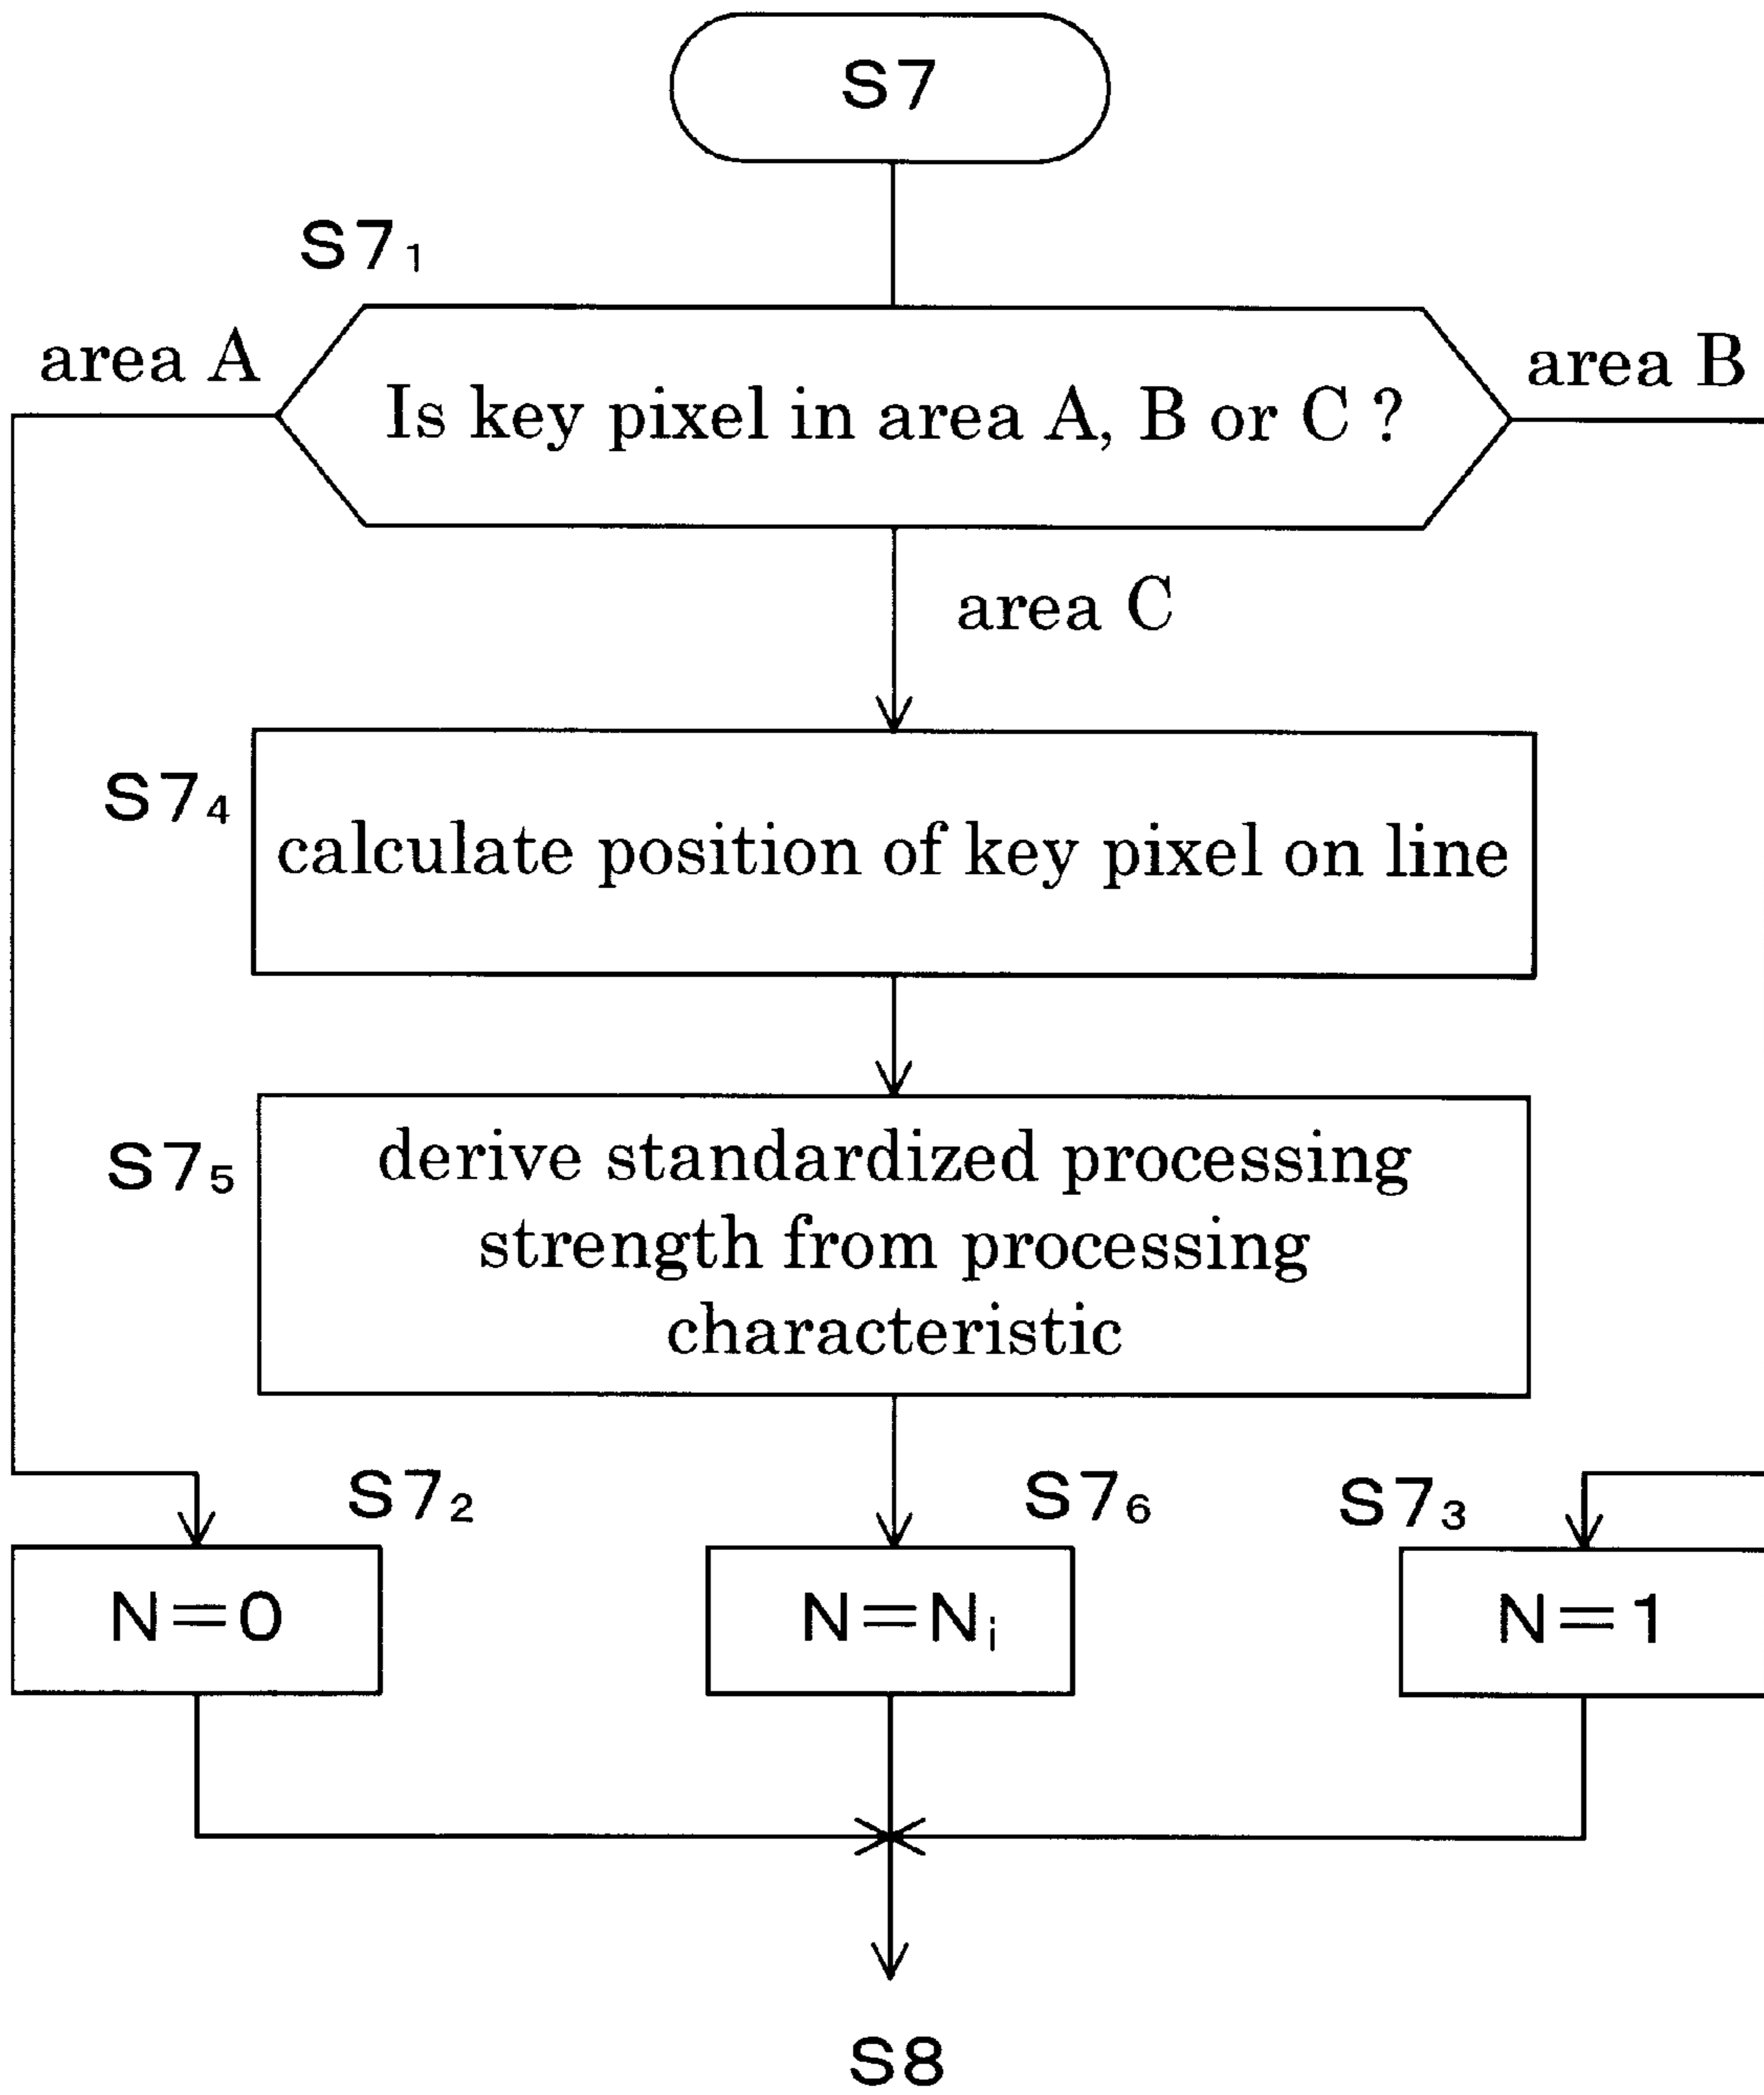 S7
S7₁
area A
Is key pixel in area A, B or C ?
area B
area C
S7₄
calculate position of key pixel on line
S7₅
derive standardized processing
strength from processing
characteristic
S7₂
S7₆
S7₃
N=0
N=Nᵢ
N=1
S8